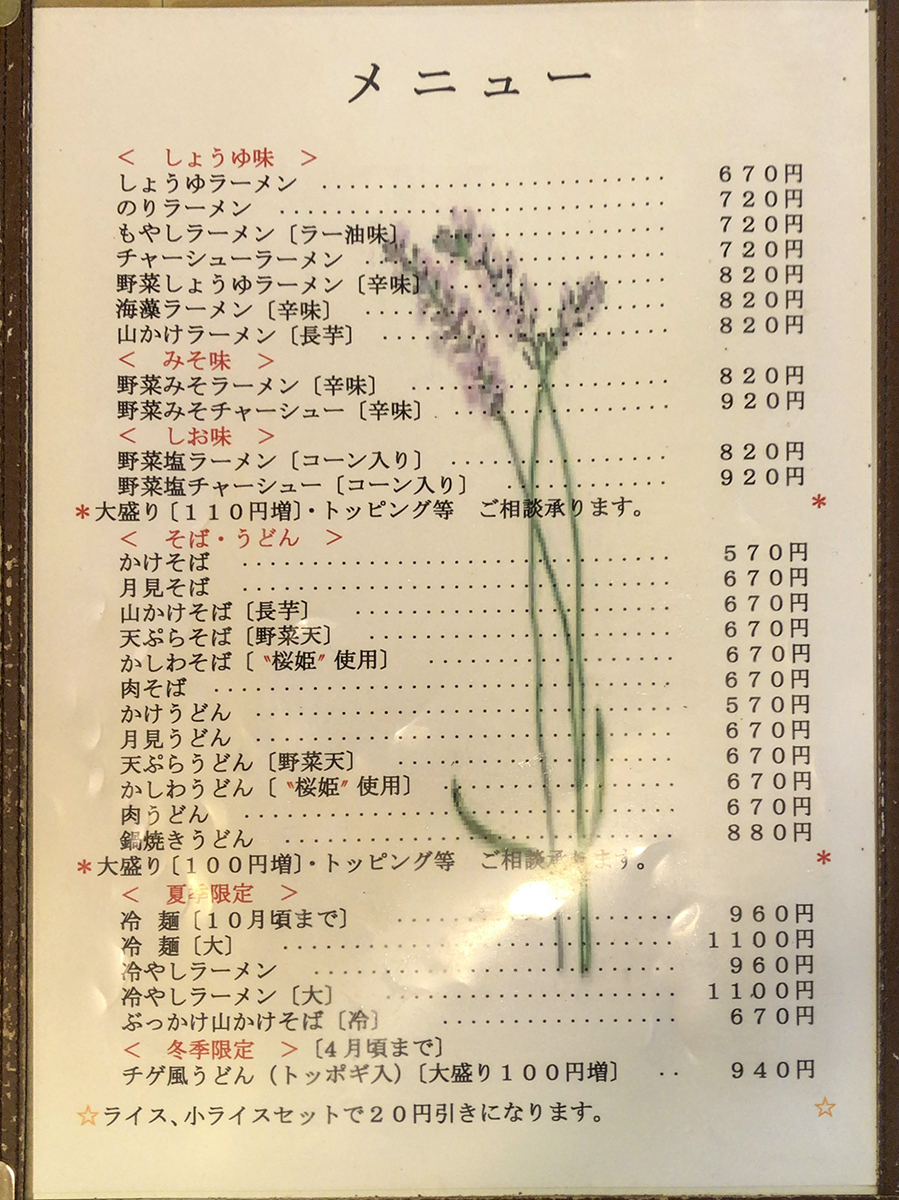 メニュー
＜　しょうゆ味　＞
しょうゆラーメン ・・・・・・・・・・・・・・・・・・・・・・・・ ６７０円
のりラーメン ・・・・・・・・・・・・・・・・・・・・・・・・・・ ７２０円
もやしラーメン〔ラー油味〕 ・・・・・・・・・・・・・・・・ ７２０円
チャーシューラーメン ・・・・・・・・・・・・・・・・・・・・ ７２０円
野菜しょうゆラーメン〔辛味〕 ・・・・・・・・・・・・・・ ８２０円
海藻ラーメン〔辛味〕 ・・・・・・・・・・・・・・・・・・・・ ８２０円
山かけラーメン〔長芋〕 ・・・・・・・・・・・・・・・・・・ ８２０円
＜　みそ味　＞
野菜みそラーメン〔辛味〕 ・・・・・・・・・・・・・・・・・ ８２０円
野菜みそチャーシュー〔辛味〕 ・・・・・・・・・・・・・・ ９２０円
＜　しお味　＞
野菜塩ラーメン〔コーン入り〕 ・・・・・・・・・・・・・・ ８２０円
野菜塩チャーシュー〔コーン入り〕 ・・・・・・・・・・・ ９２０円
＊大盛り〔１１０円増〕・トッピング等　ご相談承ります。 ＊
＜　そば・うどん　＞
かけそば ・・・・・・・・・・・・・・・・・・・・・・・・・・・・ ５７０円
月見そば ・・・・・・・・・・・・・・・・・・・・・・・・・・・・ ６７０円
山かけそば〔長芋〕 ・・・・・・・・・・・・・・・・・・・・・ ６７０円
天ぷらそば〔野菜天〕 ・・・・・・・・・・・・・・・・・・・・ ６７０円
かしわそば〔〝桜姫〟使用〕 ・・・・・・・・・・・・・・・・ ６７０円
肉そば ・・・・・・・・・・・・・・・・・・・・・・・・・・・・・・ ６７０円
かけうどん ・・・・・・・・・・・・・・・・・・・・・・・・・・・ ５７０円
月見うどん ・・・・・・・・・・・・・・・・・・・・・・・・・・・ ６７０円
天ぷらうどん〔野菜天〕 ・・・・・・・・・・・・・・・・・・・ ６７０円
かしわうどん〔〝桜姫〟使用〕 ・・・・・・・・・・・・・・・ ６７０円
肉うどん ・・・・・・・・・・・・・・・・・・・・・・・・・・・・ ６７０円
鍋焼きうどん ・・・・・・・・・・・・・・・・・・・・・・・・・・ ８８０円
＊大盛り〔１００円増〕・トッピング等　ご相談承ります。 ＊
＜　夏季限定　＞
冷 麺〔１０月頃まで〕 ・・・・・・・・・・・・・・・・・・・ ９６０円
冷 麺〔大〕 ・・・・・・・・・・・・・・・・・・・・・・・・・・ １１００円
冷やしラーメン ・・・・・・・・・・・・・・・・・・・・・・・・ ９６０円
冷やしラーメン〔大〕 ・・・・・・・・・・・・・・・・・・・・ １１００円
ぶっかけ山かけそば〔冷〕 ・・・・・・・・・・・・・・・・・ ６７０円
＜　冬季限定　＞〔４月頃まで〕
チゲ風うどん（トッポギ入）〔大盛り１００円増〕 ・・ ９４０円
☆ライス、小ライスセットで２０円引きになります。 ☆